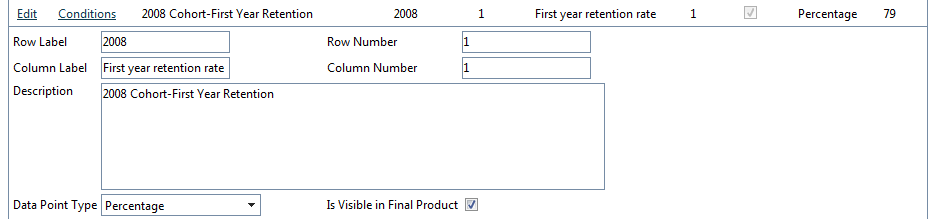 Edit Conditions 2008 Cohort-First Year Retention 2008 1 First year retention rate 1 Percentage 79
Row Label 2008 Row Number 1
Column Label First year retention rate Column Number 1
Description 2008 Cohort-First Year Retention
Data Point Type Percentage Is Visible in Final Product